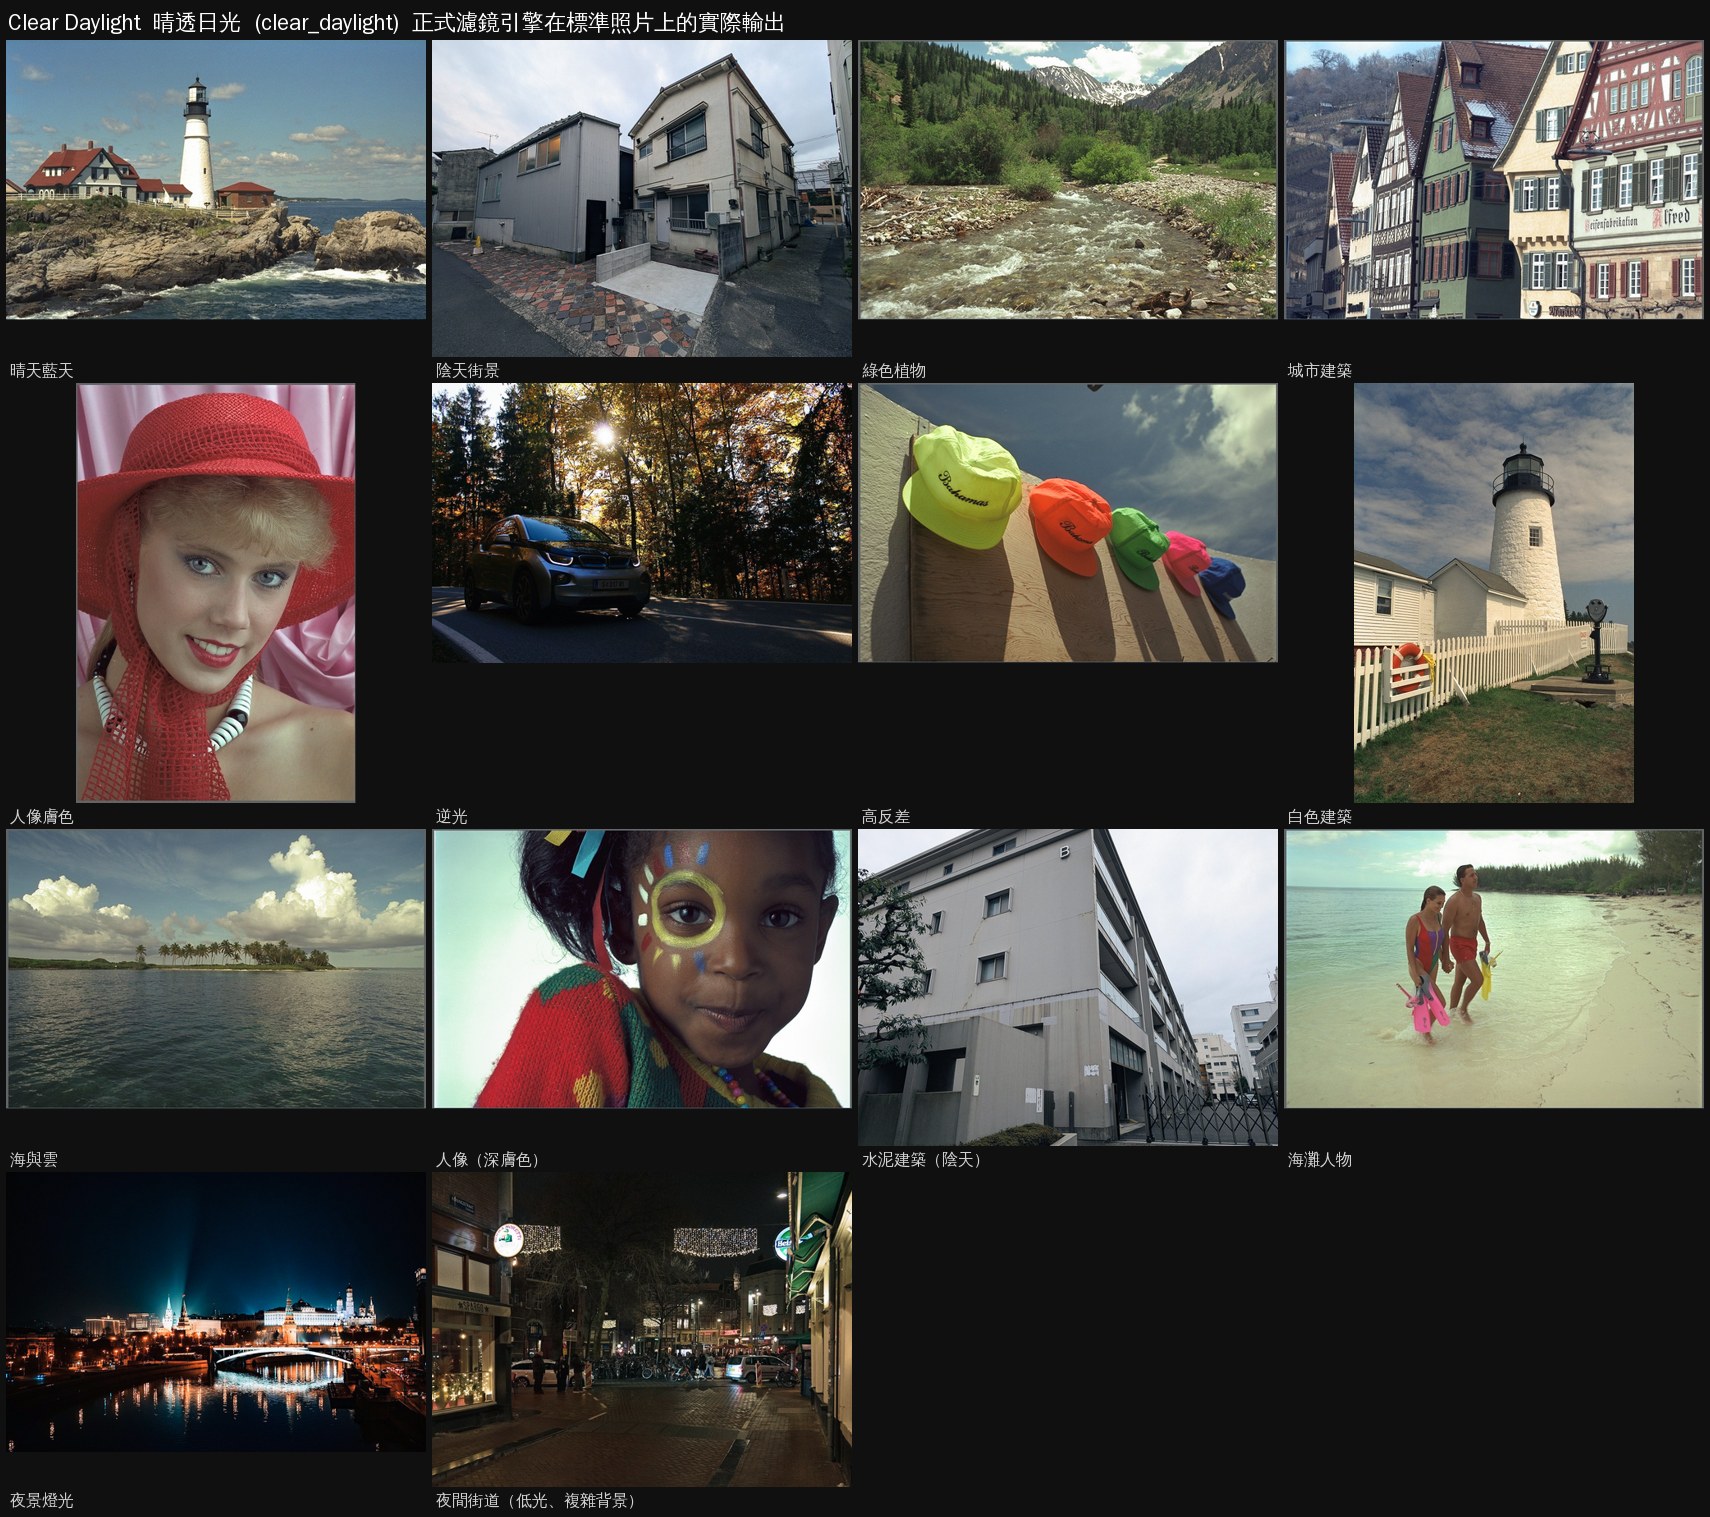 Clear Daylight 晴透日光 (clear_daylight) 正式濾鏡引擎在標準照片上的實際輸出
Alfred
晴天藍天
陰天街景
綠色植物
城市建築
Bahamas
人像膚色
逆光
高反差
白色建築
B
海與雲
人像（深膚色）
水泥建築（陰天）
海灘人物
夜景燈光
夜間街道（低光、複雜背景）